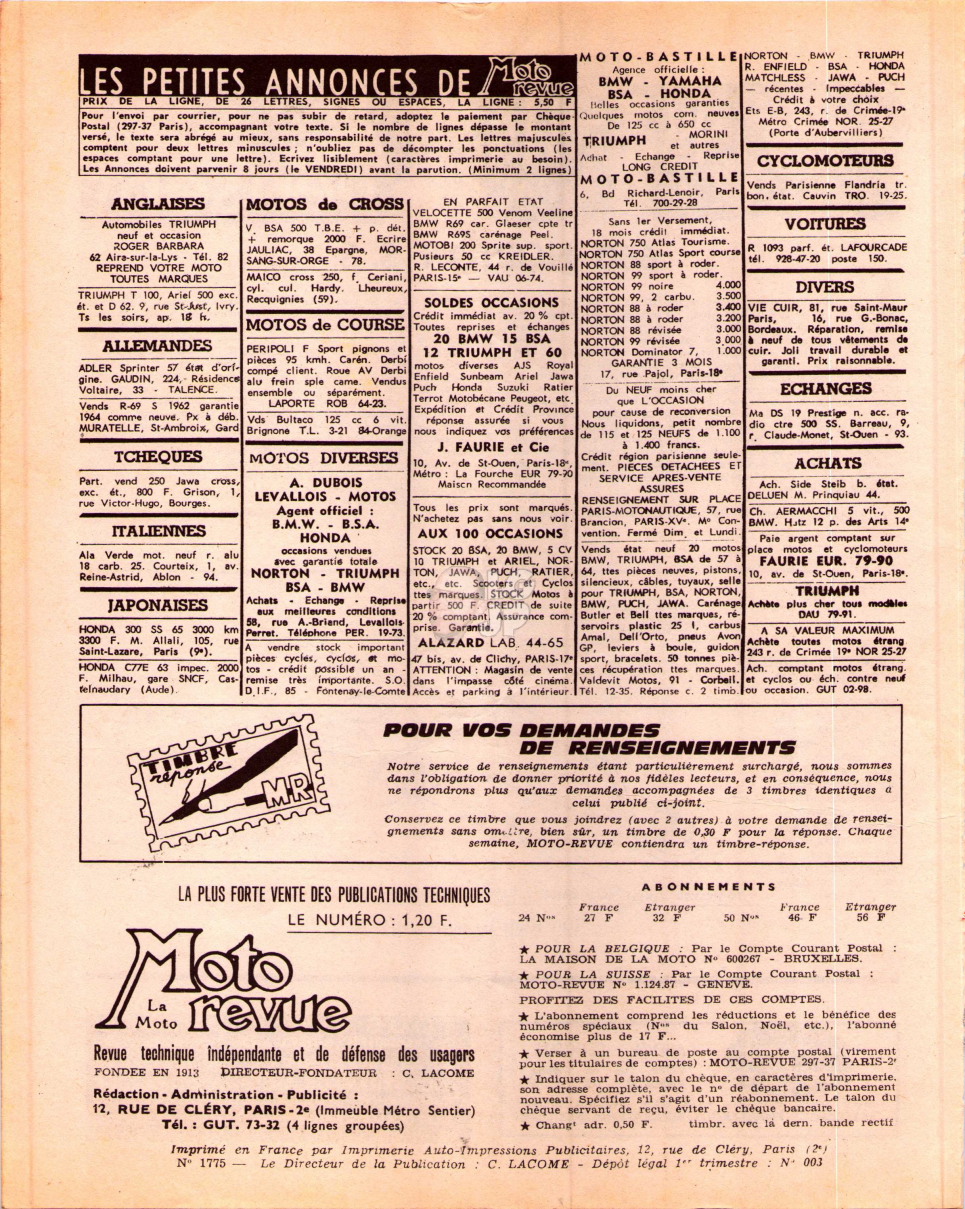 LES PETITES ANNONCES DE Moto revue
PRIX DE LA LIGNE, DE 26 LETTRES, SIGNES OU ESPACES, LA LIGNE : 5,50 F
Pour l'envoi par courrier, pour ne pas subir de retard, adoptez le paiement par Chèque-
Postal (297-37 Paris), accompagnant votre texte. Si le nombre de lignes dépasse le montant
versé, le texte sera abrégé au mieux, sans responsabilité de notre part. Les lettres majuscules
comptent pour deux lettres minuscules ; n'oubliez pas de décompter les ponctuations (les
espaces comptant pour une lettre). Ecrivez lisiblement (caractères imprimerie au besoin).
Les Annonces doivent parvenir 8 jours (le VENDREDI) avant la parution. (Minimum 2 lignes)
ANGLAISES
Automobiles TRIUMPH
neuf et occasion
ROGER BARBARA
62 Aira-sur-la-Lys - Tél. 82
REPREND VOTRE MOTO
TOUTES MARQUES
TRIUMPH T 100, Ariel 500 exc.
ét. et D 62. 9, rue St-Just, Ivry.
Ts les soirs, ap. 18 h.
ALLEMANDES
ADLER Sprinter 57 état d'ori-
gine. GAUDIN, 224, Résidence
Voltaire, 33 - TALENCE.
Vends R-69 S 1962 garantie
1964 comme neuve. Px à déb.
MURATELLE, St-Ambroix, Gard
TCHEQUES
Part. vend 250 Jawa cross,
exc. ét., 800 F. Grison, 1,
rue Victor-Hugo, Bourges.
ITALIENNES
Ala Verde mot. neuf r. alu
18 carb. 25. Courteix, 1, av.
Reine-Astrid, Ablon - 94.
JAPONAISES
HONDA 300 SS 65 3000 km
3300 F. M. Allali, 105, rue
Saint-Lazare, Paris (9e).
HONDA C77E 63 impec. 2000
F. Milhau, gare SNCF, Cas-
telnaudary (Aude).
MOTOS de CROSS
V. BSA 500 T.B.E. + p. dét.
+ remorque 2000 F. Ecrire
JAULIAC, 38 Epargne, MOR-
SANG-SUR-ORGE - 78.
MAICO cross 250, f. Ceriani,
cyl. cul. Hardy. Lheureux,
Recquignies (59).
MOTOS de COURSE
PERIPOLI F Sport pignons et
pièces 95 kmh. Carén. Derbi
compé client. Roue AV Derbi
alu frein sple came. Vendus
ensemble ou séparément.
LAPORTE ROB 64-23.
Vds Bultaco 125 cc 6 vit.
Brignone T.L. 3-21 84-Orange
MOTOS DIVERSES
A. DUBOIS
LEVALLOIS - MOTOS
Agent officiel :
B.M.W. - B.S.A.
HONDA
occasions vendues
avec garantie totale
NORTON - TRIUMPH
BSA - BMW
Achats - Echange - Reprise
aux meilleures conditions
58, rue A.-Briand, Levallois-
Perret. Téléphone PER. 19-73.
A vendre stock important
pièces cycles, cyclos, et mo-
tos - crédit possible un an -
remise très importante. S.O.
D.I.F., 85 - Fontenay-le-Comte
EN PARFAIT ETAT
VELOCETTE 500 Venom Veeline
BMW R69 car. Glaeser cpte tr
BMW R69S carénage Peel.
MOTOBI 200 Sprite sup. sport.
Pusieurs 50 cc KREIDLER.
R. LECONTE, 44 r. de Vouillé
PARIS-15e — VAU 06-74.
SOLDES OCCASIONS
Crédit immédiat av. 20 % cpt.
Toutes reprises et échanges
20 BMW 15 BSA
12 TRIUMPH ET 60
motos diverses AJS Royal
Enfield Sunbeam Ariel Jawa
Puch Honda Suzuki Ratier
Terrot Motobécane Peugeot, etc.
Expédition et Crédit Province
réponse assurée si vous
nous indiquez vos préférences
J. FAURIE et Cie
10, Av. de St-Ouen, Paris-18e,
Métro : La Fourche EUR 79-90
Maison Recommandée
Tous les prix sont marqués.
N'achetez pas sans nous voir.
AUX 100 OCCASIONS
STOCK 20 BSA, 20 BMW, 5 CV
10 TRIUMPH et ARIEL, NOR-
TON, JAWA, PUCH, RATIER,
etc., etc. Scooters et Cyclos
ttes marques. STOCK Motos à
partir 500 F. CREDIT de suite
20 % comptant. Assurance com-
prise. Garantie.
ALAZARD LAB. 44-65
47 bis, av. de Clichy, PARIS-17e
ATTENTION : Magasin de vente
dans l'impasse côté cinéma.
Accès et parking à l'intérieur.
MOTO-BASTILLE
Agence officielle :
BMW - YAMAHA
BSA - HONDA
Belles occasions garanties
Quelques motos com. neuves
De 125 cc à 650 cc
TRIUMPH - MORINI
et autres
Achat - Echange - Reprise
LONG CREDIT
MOTO-BASTILLE
6, Bd Richard-Lenoir, Paris
Tél. 700-29-28
Sans 1er Versement,
18 mois crédit immédiat.
NORTON 750 Atlas Tourisme.
NORTON 750 Atlas Sport course
NORTON 88 sport à roder.
NORTON 99 sport à roder.
NORTON 99 noire 4.000
NORTON 99, 2 carbu. 3.500
NORTON 88 à roder 3.400
NORTON 88 à roder 3.200
NORTON 88 révisée 3.000
NORTON 99 révisée 3,000
NORTON Dominator 7, 1.000
GARANTIE 3 MOIS
17, rue Pajol, Paris-18e
Du NEUF moins cher
que L'OCCASION
pour cause de reconversion
Nous liquidons, petit nombre
de 115 et 125 NEUFS de 1.100
à 1.400 francs.
Crédit région parisienne seule-
ment. PIECES DETACHEES ET
SERVICE APRES-VENTE
ASSURES
RENSEIGNEMENT SUR PLACE
PARIS-MOTONAUTIQUE, 57, rue
Brancion, PARIS-XVe. Mo Con-
vention. Fermé Dim. et Lundi.
Vends état neuf 20 motos
BMW, TRIUMPH, BSA de 57 à
64, ttes pièces neuves, pistons,
silencieux, câbles, tuyaux, selle
pour TRIUMPH, BSA, NORTON,
BMW, PUCH, JAWA. Carénage
Butler et Bell ttes marques, ré-
servoirs plastic 25 l, carbus
Amal, Dell'Orto, pneus Avon
GP, leviers à boule, guidon
sport, bracelets. 50 tonnes piè-
ces récupération ttes marques.
Valdevit Motos, 91 - Corbeil.
Tél. 12-35. Réponse c. 2 timb.
NORTON - BMW - TRIUMPH
R. ENFIELD - BSA - HONDA
MATCHLESS - JAWA - PUCH
— récentes - Impeccables —
Crédit à votre choix
Ets E-B, 243, r. de Crimée-19e
Métro Crimée NOR. 25-27
(Porte d'Aubervilliers)
CYCLOMOTEURS
Vends Parisienne Flandria tr.
bon. état. Cauvin TRO. 19-25.
VOITURES
R 1093 parf. ét. LAFOURCADE
tél. 928-47-20 poste 150.
DIVERS
VIE CUIR, 81, rue Saint-Maur
Paris, 16, rue G.-Bonac,
Bordeaux. Réparation, remise
à neuf de tous vêtements de
cuir. Joli travail durable et
garanti. Prix raisonnable.
ECHANGES
Ma DS 19 Prestige n. acc. ra-
dio ctre 500 SS. Barreau, 9,
r. Claude-Monet, St-Ouen - 93.
ACHATS
Ach. Side Steib b. état.
DELUEN M. Prinquiau 44.
Ch. AERMACCHI 5 vit., 500
BMW. Hutz 12 p. des Arts 14e
Paie argent comptant sur
place motos et cyclomoteurs
FAURIE EUR. 79-90
10, av. de St-Ouen, Paris-18e.
TRIUMPH
Achète plus cher tous modèles
DAU 79-91.
A SA VALEUR MAXIMUM
Achète toutes motos étrang
243 r. de Crimée 19e NOR 25-27
Ach. comptant motos étrang.
et cyclos ou éch. contre neuf
ou occasion. GUT 02-98.
TIMBRE
réponse
MR
POUR VOS DEMANDES
DE RENSEIGNEMENTS
Notre service de renseignements étant particulièrement surchargé, nous sommes
dans l'obligation de donner priorité à nos fidèles lecteurs, et en conséquence, nous
ne répondrons plus qu'aux demandes accompagnées de 3 timbres identiques a
celui publié ci-joint.
Conservez ce timbre que vous joindrez (avec 2 autres) à votre demande de rensei-
gnements sans omettre, bien sûr, un timbre de 0,30 F pour la réponse. Chaque
semaine, MOTO-REVUE contiendra un timbre-réponse.
LA PLUS FORTE VENTE DES PUBLICATIONS TECHNIQUES
LE NUMÉRO : 1,20 F.
La Moto
Moto revue
Revue technique indépendante et de défense des usagers
FONDEE EN 1913 DIRECTEUR-FONDATEUR : C. LACOME
Rédaction - Administration - Publicité :
12, RUE DE CLÉRY, PARIS-2e (Immeuble Métro Sentier)
Tél. : GUT. 73-32 (4 lignes groupées)
ABONNEMENTS
France Etranger France Etranger
24 Nos 27 F 32 F 50 Nos 46 F 56 F
★ POUR LA BELGIQUE : Par le Compte Courant Postal :
LA MAISON DE LA MOTO No 600267 - BRUXELLES.
★ POUR LA SUISSE : Par le Compte Courant Postal :
MOTO-REVUE No 1.124.87 - GENEVE.
PROFITEZ DES FACILITES DE CES COMPTES.
★ L'abonnement comprend les réductions et le bénéfice des
numéros spéciaux (Nos du Salon, Noël, etc.), l'abonné
économise plus de 17 F...
★ Verser à un bureau de poste au compte postal (virement
pour les titulaires de comptes) : MOTO-REVUE 297-37 PARIS-2e
★ Indiquer sur le talon du chèque, en caractères d'imprimerie,
son adresse complète, avec le no de départ de l'abonnement
nouveau. Spécifiez s'il s'agit d'un réabonnement. Le talon du
chèque servant de reçu, éviter le chèque bancaire.
★ Changt adr. 0,50 F. timbr. avec la dern. bande rectif
Imprimé en France par Imprimerie Auto-Impressions Publicitaires, 12, rue de Cléry, Paris (2e)
No 1775 — Le Directeur de la Publication : C. LACOME - Dépôt légal 1er trimestre : No 003